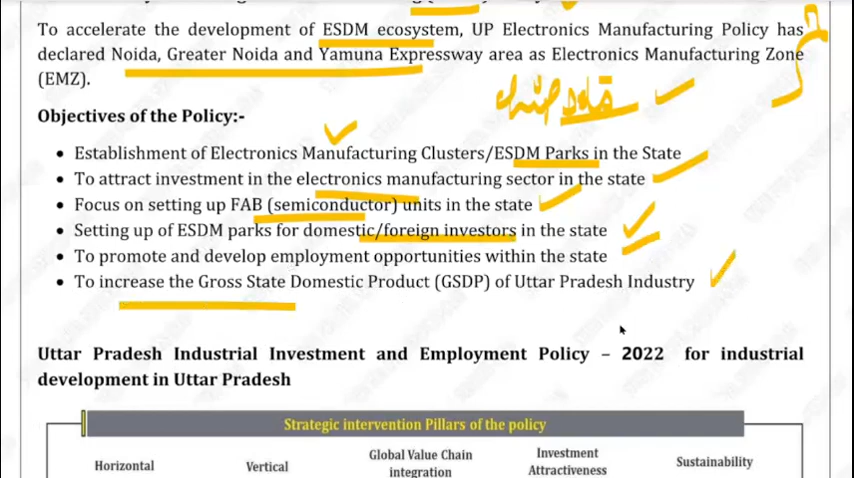 To accelerate the development of ESDM ecosystem, UP Electronics Manufacturing Policy has
declared Noida, Greater Noida and Yamuna Expressway area as Electronics Manufacturing Zone
(EMZ).
Objectives of the Policy:-
• Establishment of Electronics Manufacturing Clusters/ESDM Parks in the State
• To attract investment in the electronics manufacturing sector in the state
• Focus on setting up FAB (semiconductor) units in the state
• Setting up of ESDM parks for domestic/foreign investors in the state
• To promote and develop employment opportunities within the state
• To increase the Gross State Domestic Product (GSDP) of Uttar Pradesh Industry
Uttar Pradesh Industrial Investment and Employment Policy – 2022 for industrial
development in Uttar Pradesh
Strategic intervention Pillars of the policy
Horizontal Vertical Global Value Chain integration Investment Attractiveness Sustainability